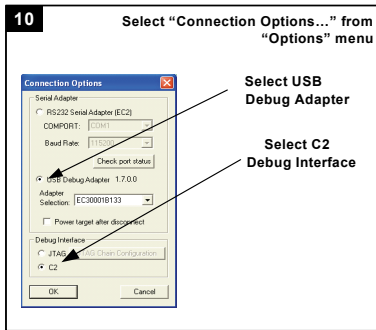 10
Select “Connection Options...” from
“Options” menu
Connection Options
Serial Adapter
RS232 Serial Adapter (EC2)
COMPORT: COM1
Baud Rate: 115200
Check port status
USB Debug Adapter 1.7.0.0
Adapter
Selection: EC300018133
Power target after disconnect
Debug Interface
JTAG JTAG Chain Configuration
C2
OK Cancel
Select USB
Debug Adapter
Select C2
Debug Interface